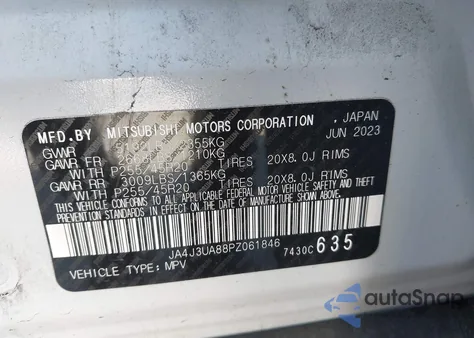 MFD.BY MITSUBISHI MOTORS CORPORATION JAPAN
GVWR JUN 2023
GAWR FR
P255/45R20 TIRES 20X8.0J RIMS
GAWR RR 3009LBS/1365KG
P255/45R20 TIRES 20X8.0J RIMS
THIS VEHICLE CONFORMS TO ALL APPLICABLE
FEDERAL MOTOR VEHICLE SAFETY AND THEFT
PREVENTION STANDARDS IN EFFECT ON THE
DATE OF MANUFACTURE SHOWN ABOVE.
JA4J3UA88PZ061846 7430C635
VEHICLE TYPE: MPV
autoSnap